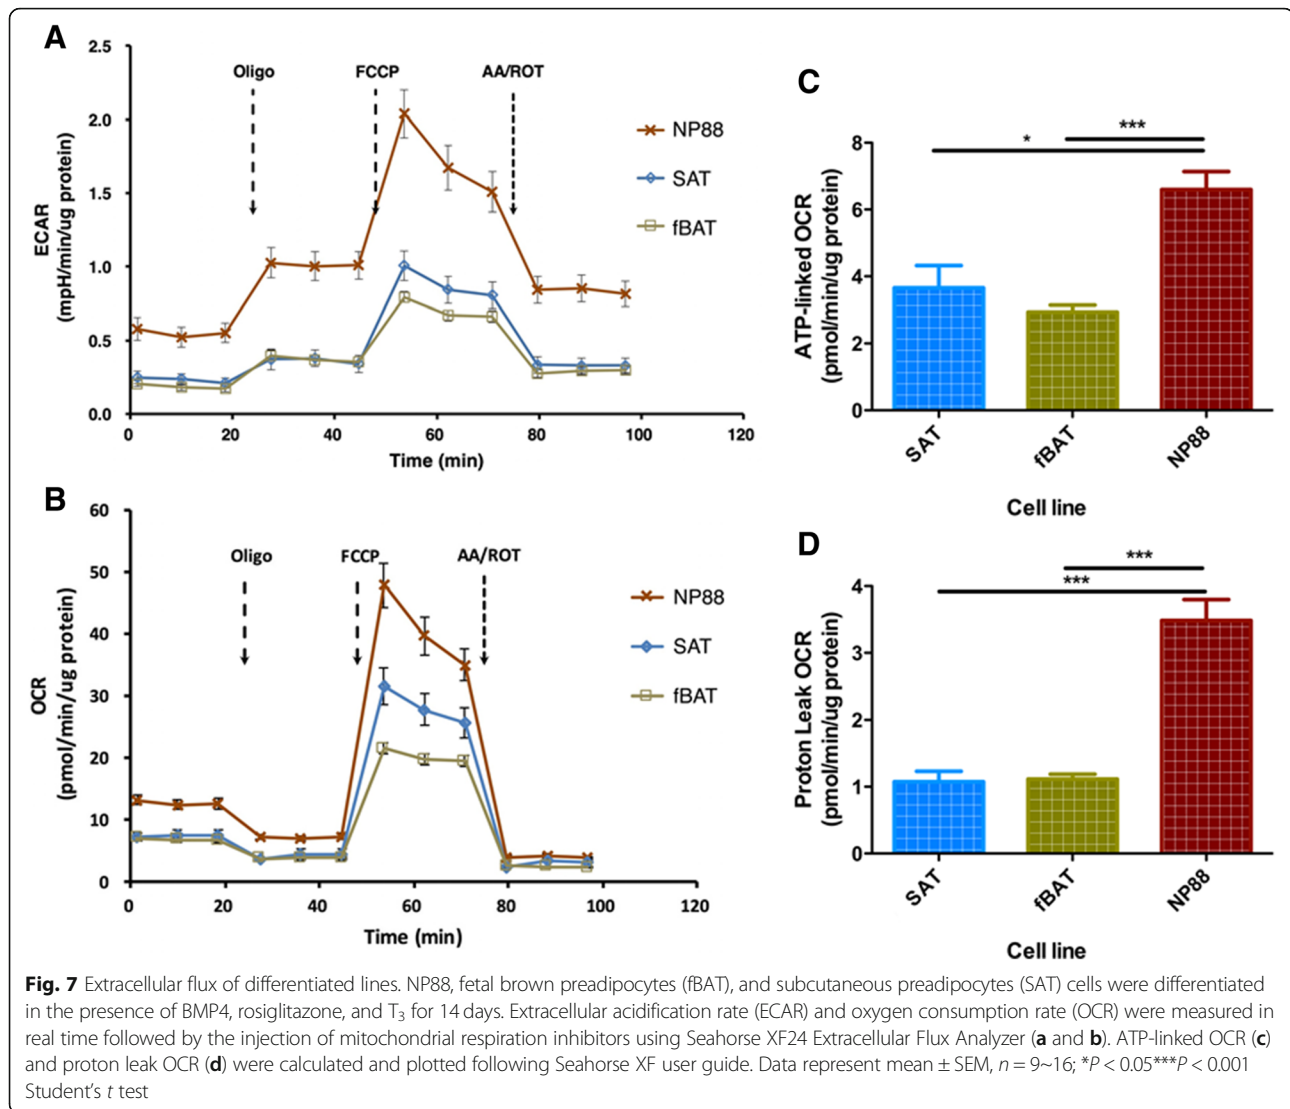 A
2.5
2.0
1.5
1.0
0.5
0.0
ECAR
(mpH/min/ug protein)
Oligo
FCCP
AA/ROT
NP88
SAT
fBAT
0 20 40 60 80 100 120
Time (min)
B
60
50
40
30
20
10
0
OCR
(pmol/min/ug protein)
Oligo
FCCP
AA/ROT
NP88
SAT
fBAT
0 20 40 60 80 100 120
Time (min)
C
* ***
8
6
4
2
0
ATP-linked OCR
(pmol/min/ug protein)
SAT fBAT NP88
Cell line
D
***
***
4
3
2
1
0
Proton Leak OCR
(pmol/min/ug protein)
SAT fBAT NP88
Cell line
Fig. 7 Extracellular flux of differentiated lines. NP88, fetal brown preadipocytes (fBAT), and subcutaneous preadipocytes (SAT) cells were differentiated
in the presence of BMP4, rosiglitazone, and T3 for 14 days. Extracellular acidification rate (ECAR) and oxygen consumption rate (OCR) were measured in
real time followed by the injection of mitochondrial respiration inhibitors using Seahorse XF24 Extracellular Flux Analyzer (a and b). ATP-linked OCR (c)
and proton leak OCR (d) were calculated and plotted following Seahorse XF user guide. Data represent mean ± SEM, n = 9~16; *P < 0.05***P < 0.001
Student's t test